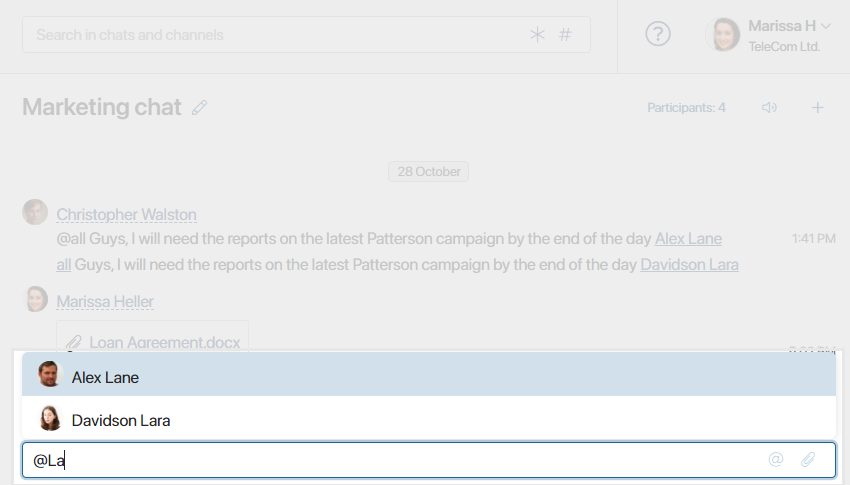 Search in chats and channels
Marissa H
TeleCom Ltd.
Marketing chat
Participants: 4
28 October
Christopher Walston
@all Guys, I will need the reports on the latest Patterson campaign by the end of the day Alex Lane
1:41 PM
all Guys, I will need the reports on the latest Patterson campaign by the end of the day Davidson Lara
Marissa Heller
Loan Agreement.docx
Alex Lane
Davidson Lara
@La